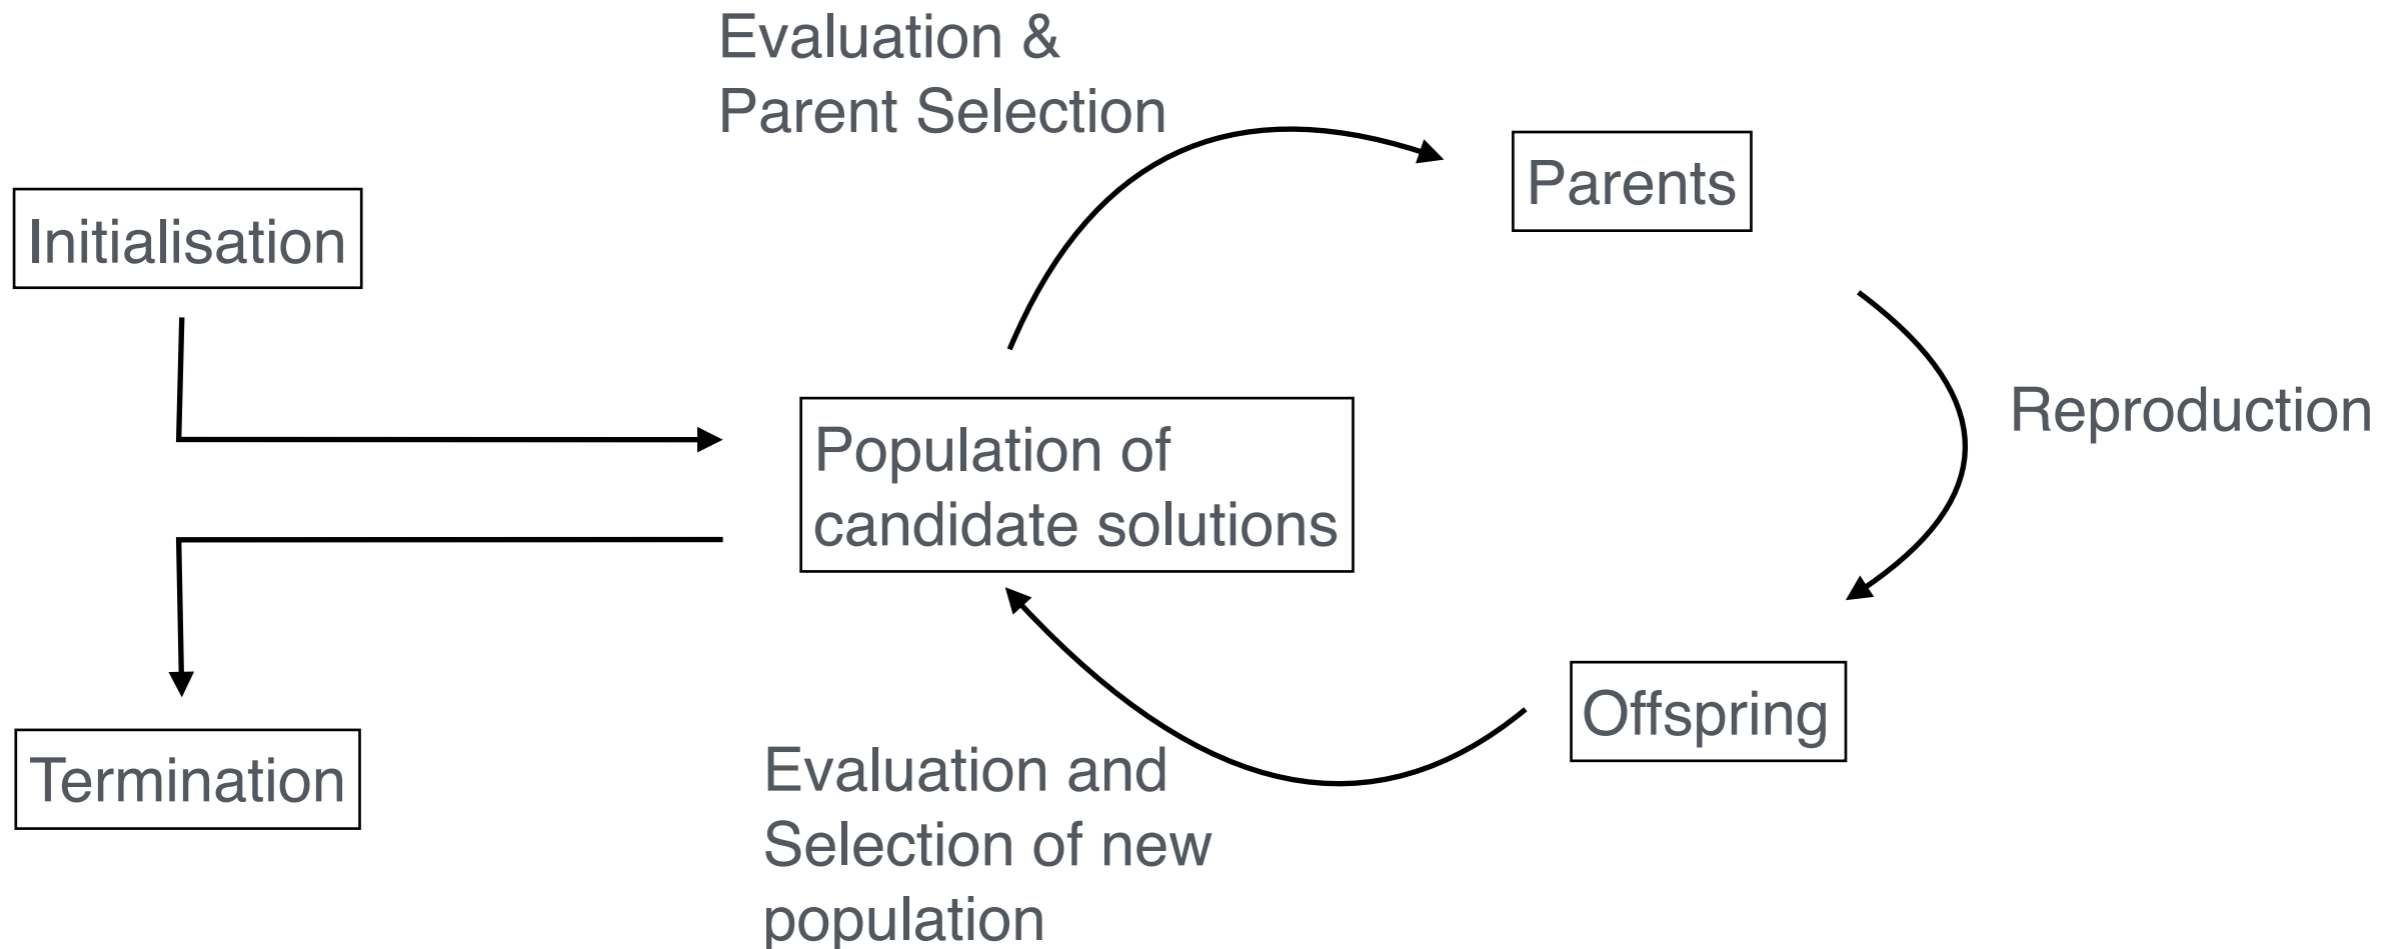 Evaluation &
Parent Selection
Parents
Initialisation
Reproduction
Population of
candidate solutions
Offspring
Termination
Evaluation and
Selection of new
population